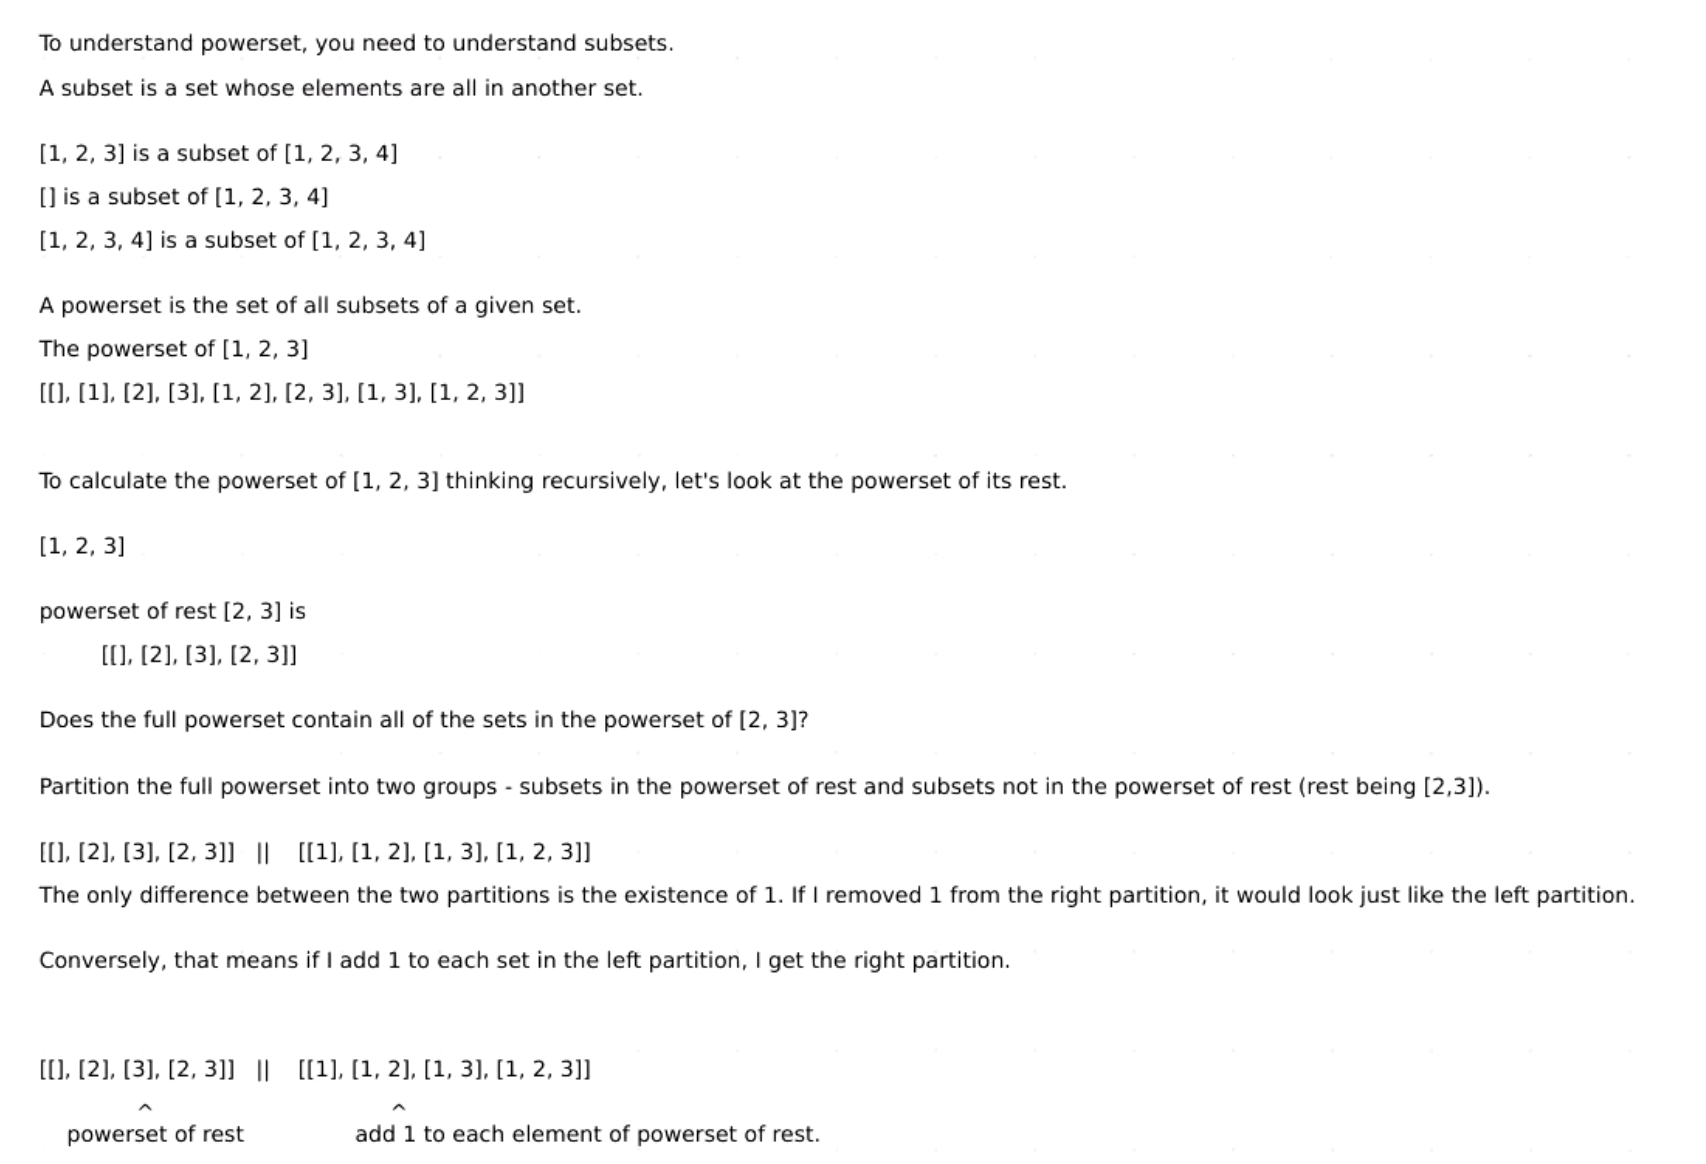 To understand powerset, you need to understand subsets.
A subset is a set whose elements are all in another set.
[1, 2, 3] is a subset of [1, 2, 3, 4]
[] is a subset of [1, 2, 3, 4]
[1, 2, 3, 4] is a subset of [1, 2, 3, 4]
A powerset is the set of all subsets of a given set.
The powerset of [1, 2, 3]
[[], [1], [2], [3], [1, 2], [2, 3], [1, 3], [1, 2, 3]]
To calculate the powerset of [1, 2, 3] thinking recursively, let's look at the powerset of its rest.
[1, 2, 3]
powerset of rest [2, 3] is
[[], [2], [3], [2, 3]]
Does the full powerset contain all of the sets in the powerset of [2, 3]?
Partition the full powerset into two groups - subsets in the powerset of rest and subsets not in the powerset of rest (rest being [2,3]).
[[], [2], [3], [2, 3]] || [[1], [1, 2], [1, 3], [1, 2, 3]]
The only difference between the two partitions is the existence of 1. If I removed 1 from the right partition, it would look just like the left partition.
Conversely, that means if I add 1 to each set in the left partition, I get the right partition.
[[], [2], [3], [2, 3]] || [[1], [1, 2], [1, 3], [1, 2, 3]]
^ ^
powerset of rest add 1 to each element of powerset of rest.